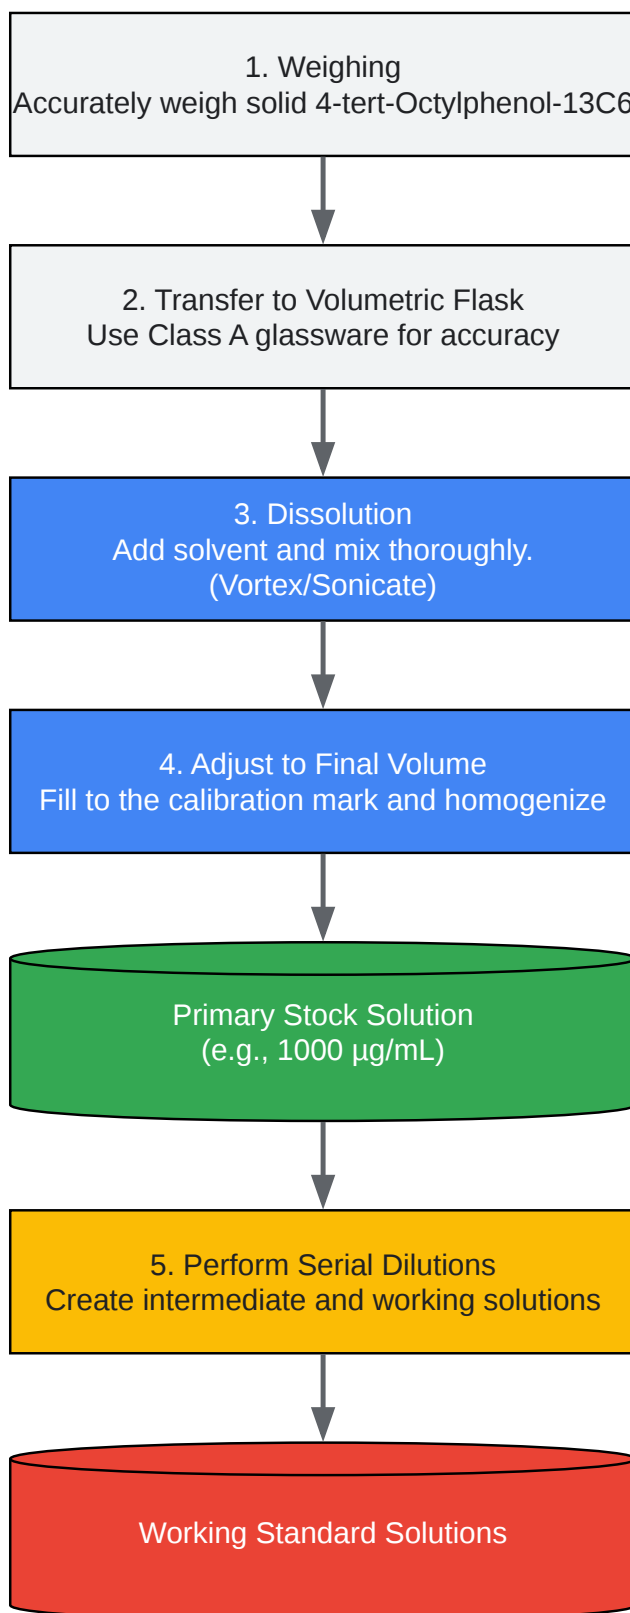 1. Weighing
Accurately weigh solid 4-tert-Octylphenol-13C6
2. Transfer to Volumetric Flask
Use Class A glassware for accuracy
3. Dissolution
Add solvent and mix thoroughly.
(Vortex/Sonicate)
4. Adjust to Final Volume
Fill to the calibration mark and homogenize
Primary Stock Solution
(e.g., 1000 µg/mL)
5. Perform Serial Dilutions
Create intermediate and working solutions
Working Standard Solutions